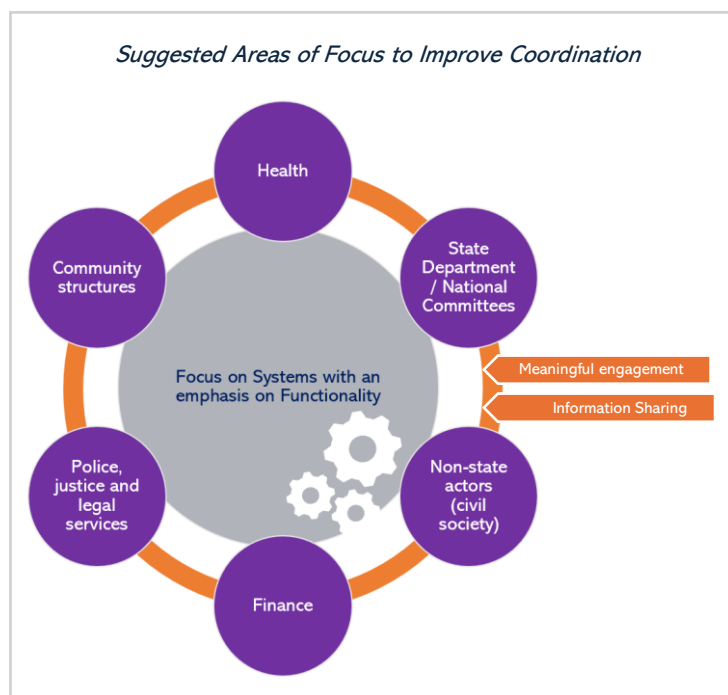 Suggested Areas of Focus to Improve Coordination
Health
State
Department
/ National
Committees
Community
structures
Focus on Systems with an
emphasis on Functionality
Meaningful engagement
Information Sharing
Police,
justice and
legal
services
Non-state
actors
(civil
society)
Finance